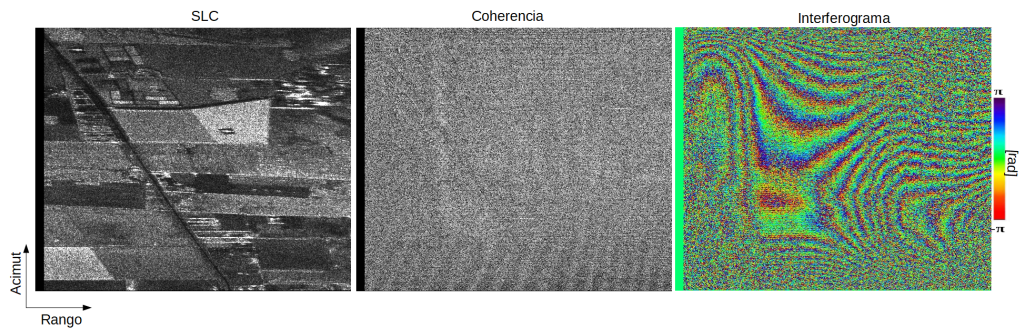 SLC
Coherencia
Interferograma
π
[rad]
-π
Acimut
Rango